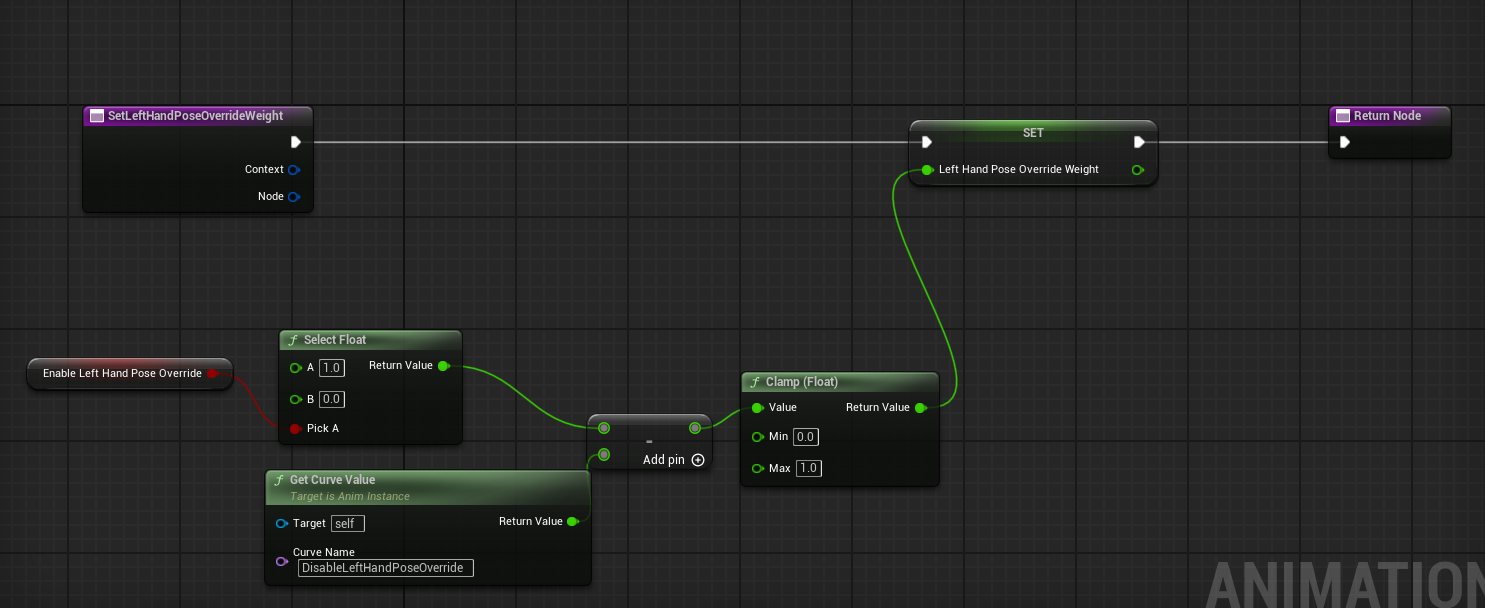 SetLeftHandPoseOverrideWeight
Context
Node
SET
Left Hand Pose Override Weight
Return Node
Enable Left Hand Pose Override
f Select Float
A 1.0 Return Value
B 0.0
Pick A
-
Add pin
f Clamp (Float)
Value Return Value
Min 0.0
Max 1.0
f Get Curve Value
Target is Anim Instance
Target self Return Value
Curve Name
DisableLeftHandPoseOverride
ANIMATION